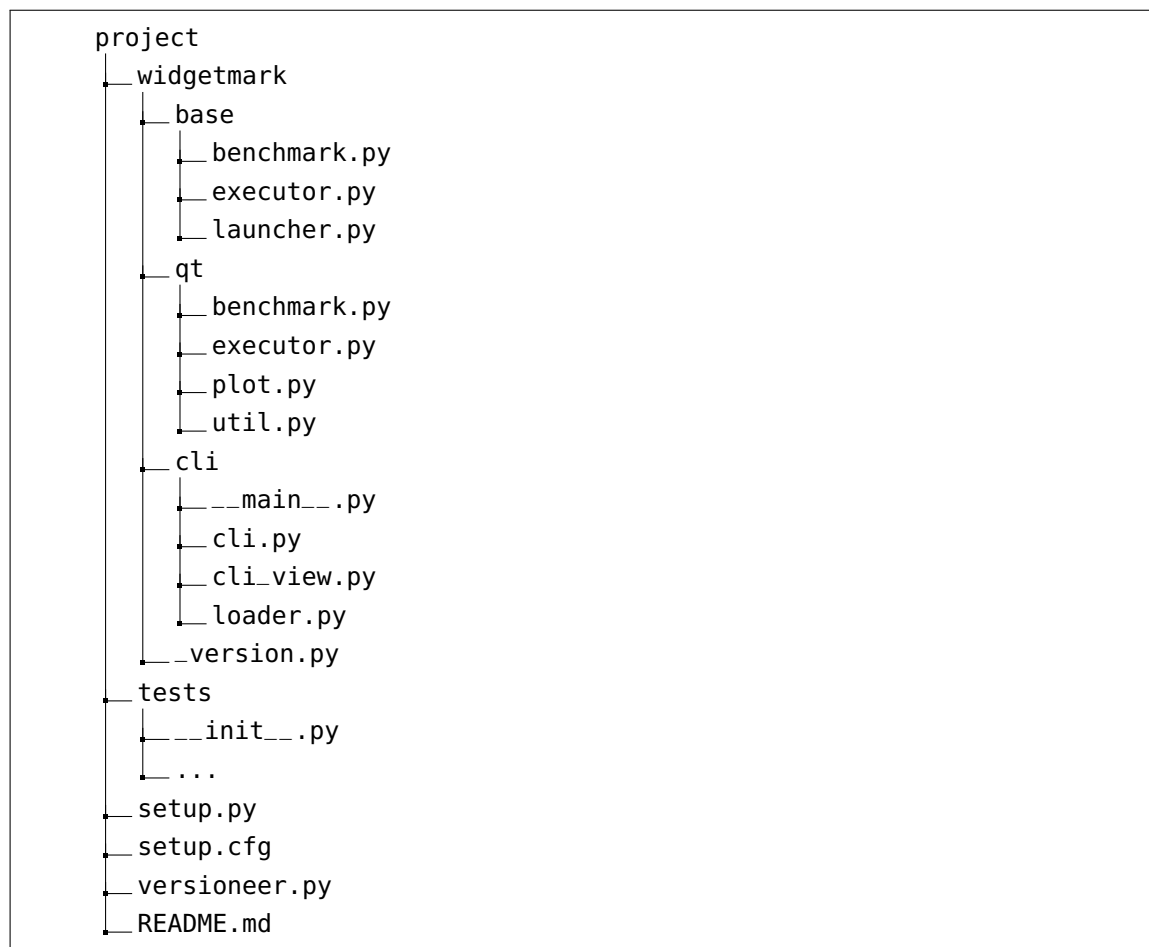 project
widgetmark
base
benchmark.py
executor.py
launcher.py
qt
benchmark.py
executor.py
plot.py
util.py
cli
__main__.py
cli.py
cli_view.py
loader.py
_version.py
tests
__init__.py
...
setup.py
setup.cfg
versioneer.py
README.md